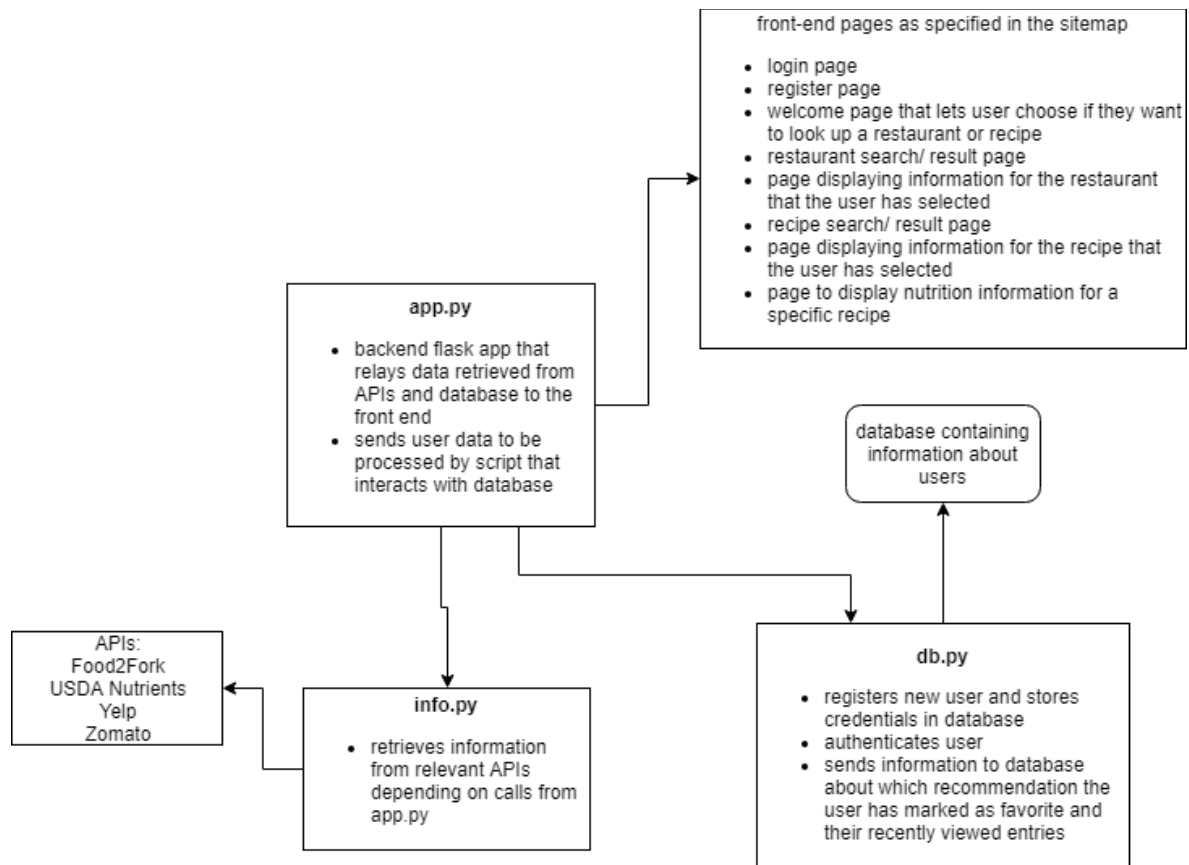 front-end pages as specified in the sitemap
• login page
• register page
• welcome page that lets user choose if they want
to look up a restaurant or recipe
• restaurant search/ result page
• page displaying information for the restaurant
that the user has selected
• recipe search/ result page
• page displaying information for the recipe that
the user has selected
• page to display nutrition information for a
specific recipe
app.py
• backend flask app that
relays data retrieved from
APIs and database to the
front end
• sends user data to be
processed by script that
interacts with database
database containing
information about
users
APIs:
Food2Fork
USDA Nutrients
Yelp
Zomato
info.py
• retrieves information
from relevant APIs
depending on calls from
app.py
db.py
• registers new user and stores
credentials in database
• authenticates user
• sends information to database
about which recommendation the
user has marked as favorite and
their recently viewed entries